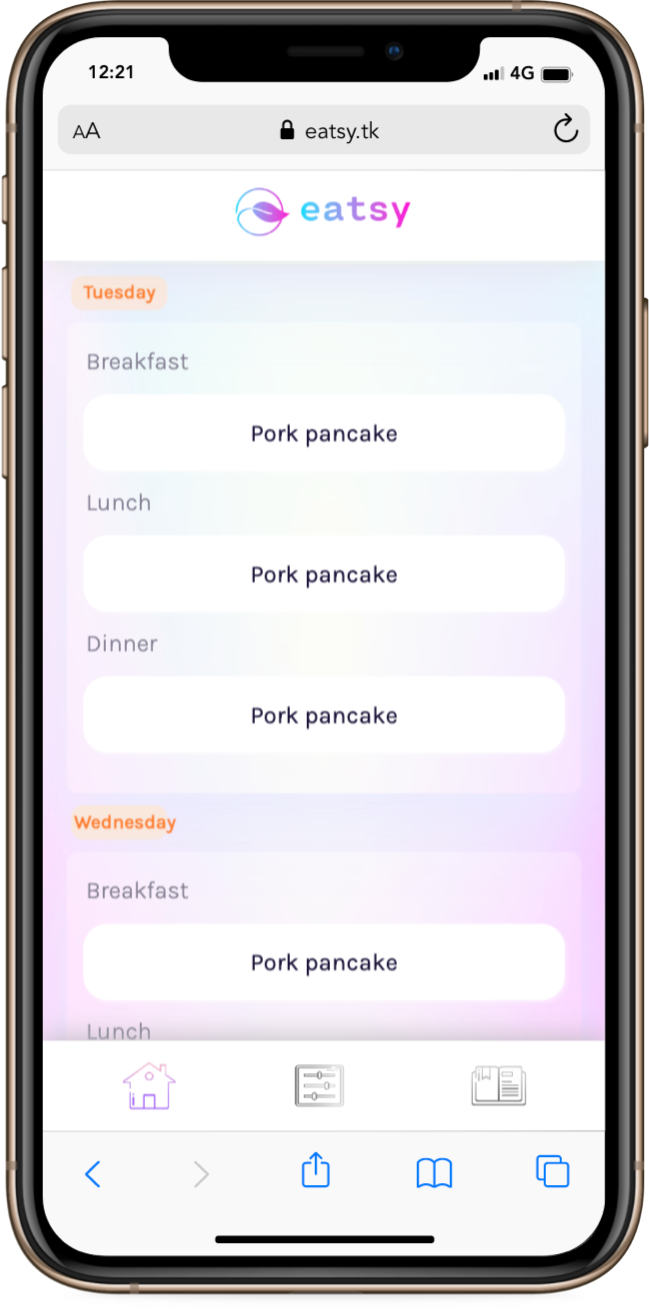 12:21
4G
AA
eatsy.tk
eatsy
Tuesday
Breakfast
Pork pancake
Lunch
Pork pancake
Dinner
Pork pancake
Wednesday
Breakfast
Pork pancake
Lunch